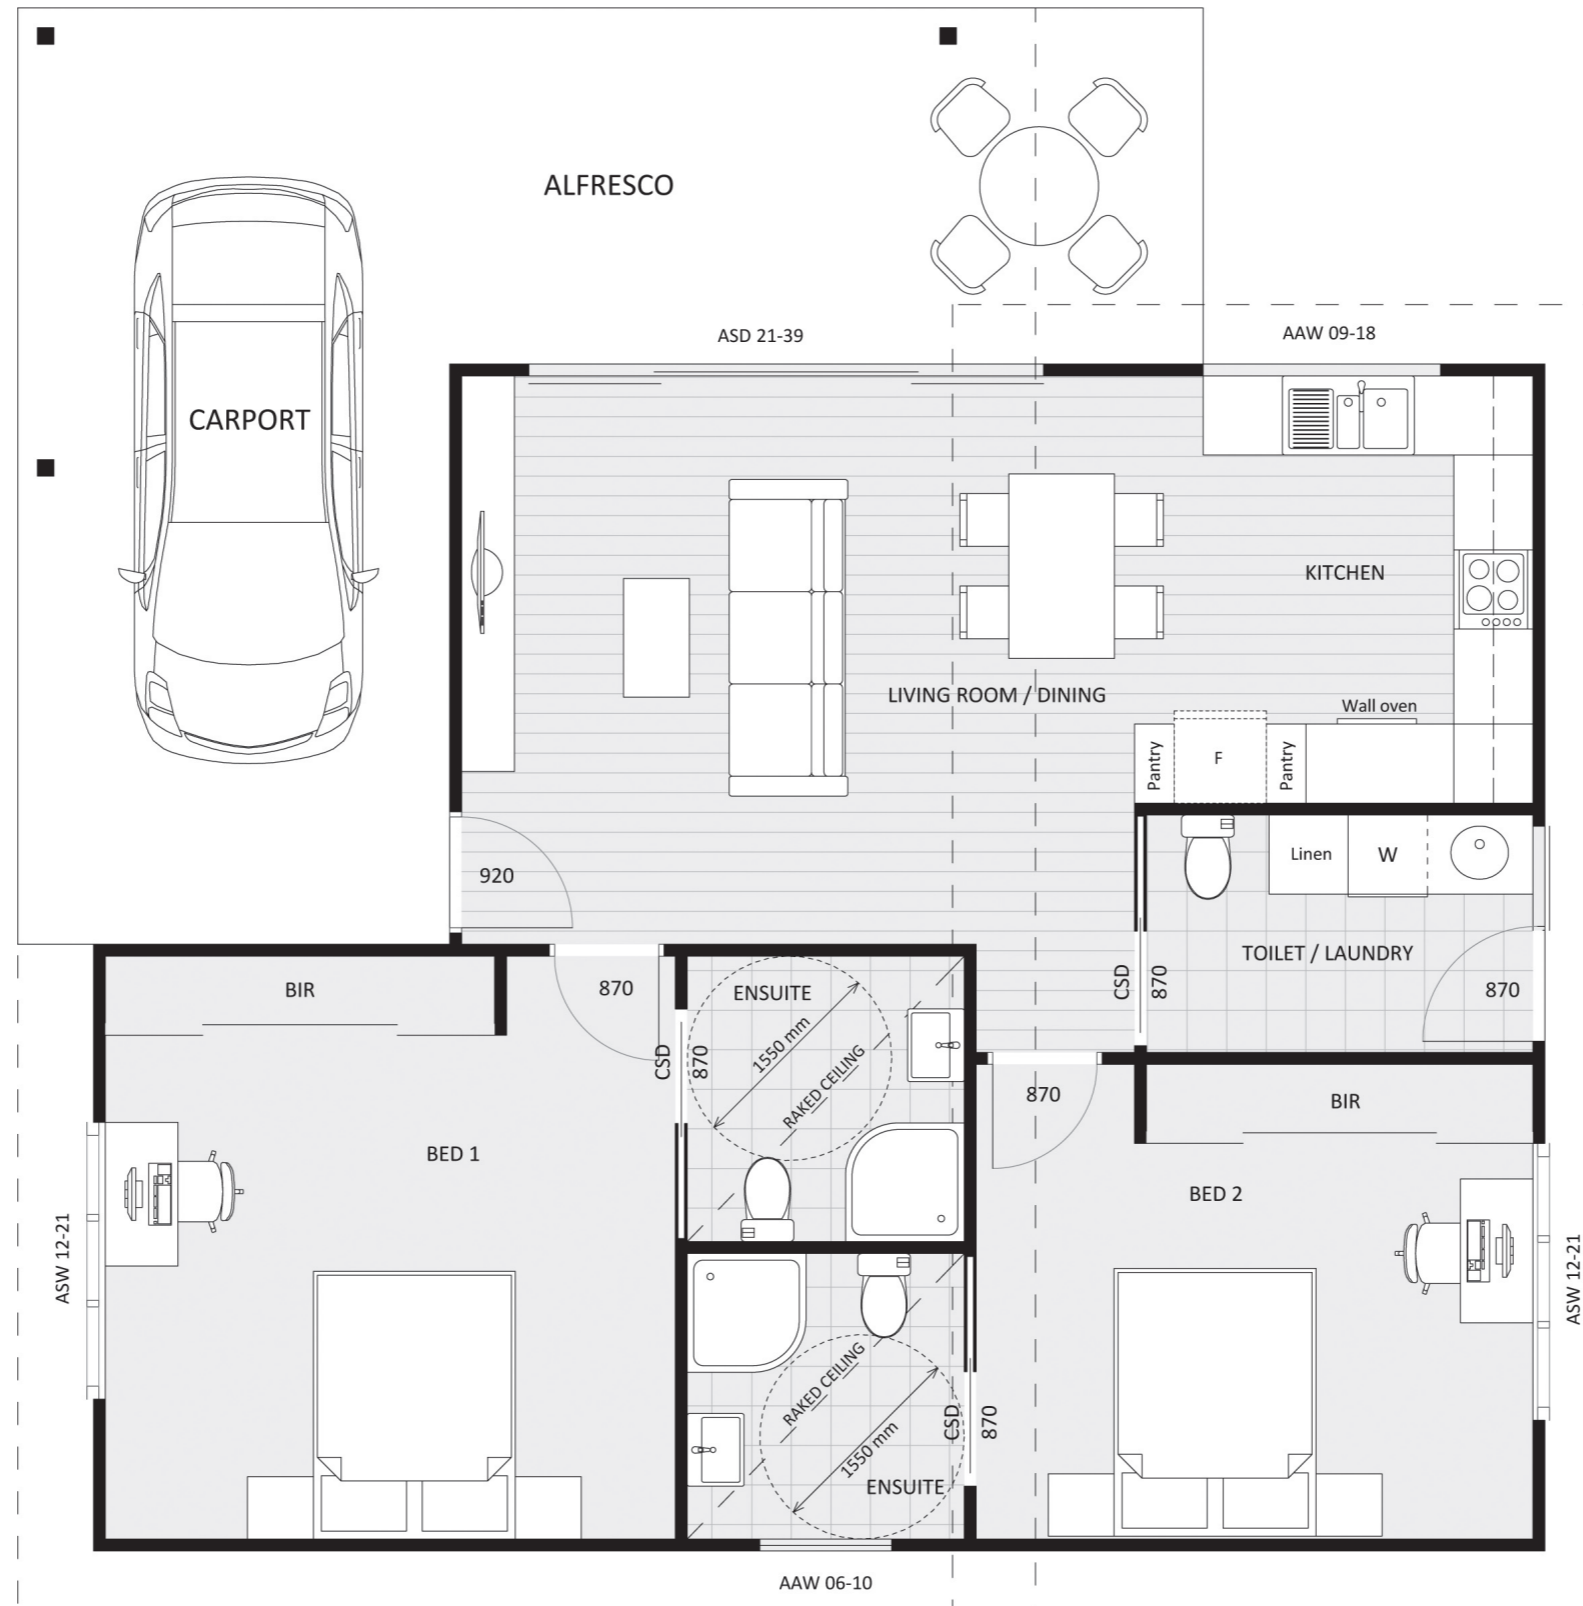 ALFRESCO
ASD 21-39
AAW 09-18
CARPORT
KITCHEN
LIVING ROOM / DINING
Wall oven
Pantry
F
Pantry
920
Linen
W
TOILET / LAUNDRY
CSD
870
870
BIR
870
ENSUITE
1550 mm
RAKED CEILING
CSD
870
870
BIR
BED 1
BED 2
ASW 12-21
ASW 12-21
RAKED CEILING
1550 mm
CSD
870
ENSUITE
AAW 06-10